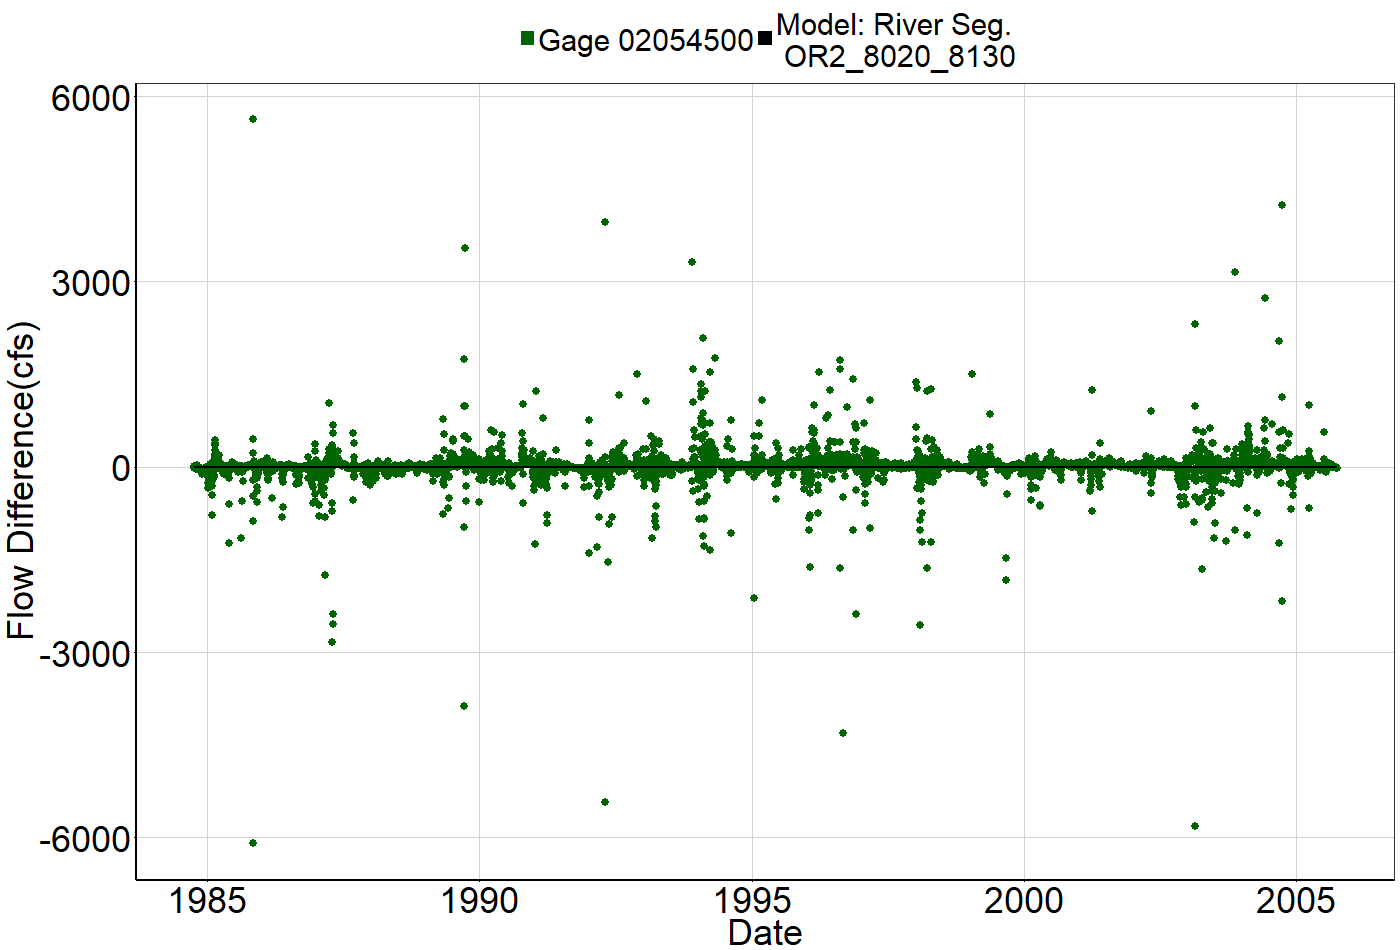 Gage 02054500
Model: River Seg.
OR2_8020_8130
6000
3000
0
-3000
-6000
Flow Difference(cfs)
1985 1990 1995 2000 2005
Date